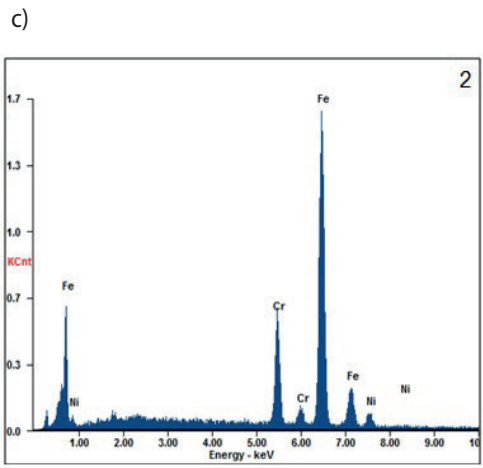 c)
2
1.7
Fe
1.3
1.0
KCnt
0.7
Fe
Cr
0.3
Fe
Ni
Ni
Cr
Ni
0.0
1.00 2.00 3.00 4.00 5.00 6.00 7.00 8.00 9.00 10
Energy - keV